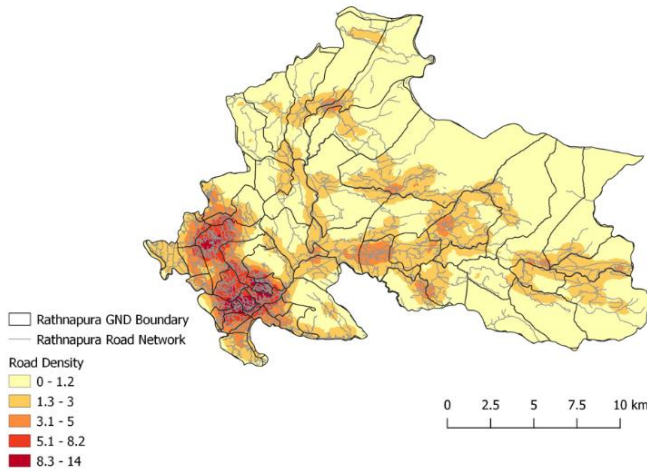 Rathnapura GND Boundary
Rathnapura Road Network
Road Density
0 - 1.2
1.3 - 3
3.1 - 5
5.1 - 8.2
8.3 - 14
0 2.5 5 7.5 10 km